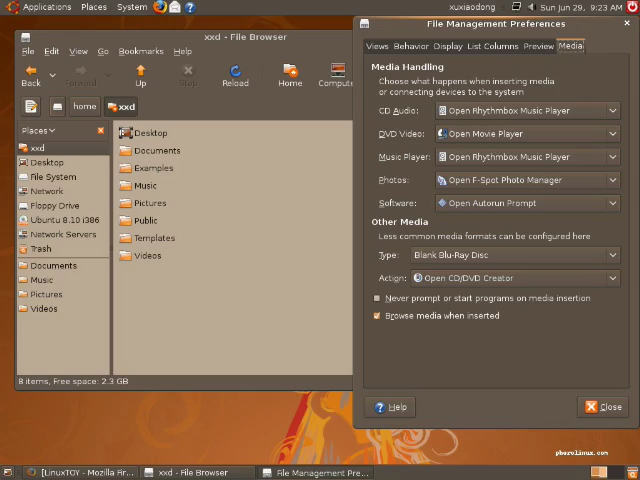 Applications Places System xuxiaodong Sun Jun 29, 9:23 AM
xxd - File Browser
File Edit View Go Bookmarks Help
Back Forward Up Stop Reload Home Compute
home xxd
Places
xxd
Desktop
File System
Network
Floppy Drive
Ubuntu 8.10 i386
Network Servers
Trash
Documents
Music
Pictures
Videos
Desktop
Documents
Examples
Music
Pictures
Public
Templates
Videos
8 items, Free space: 2.3 GB
File Management Preferences
Views Behavior Display List Columns Preview Media
Media Handling
Choose what happens when inserting media
or connecting devices to the system
CD Audio: Open Rhythmbox Music Player
DVD Video: Open Movie Player
Music Player: Open Rhythmbox Music Player
Photos: Open F-Spot Photo Manager
Software: Open Autorun Prompt
Other Media
Less common media formats can be configured here
Type: Blank Blu-Ray Disc
Action: Open CD/DVD Creator
Never prompt or start programs on media insertion
Browse media when inserted
Help Close
pherolinux.com
[LinuxTOY - Mozilla Fir... xxd - File Browser File Management Pre...